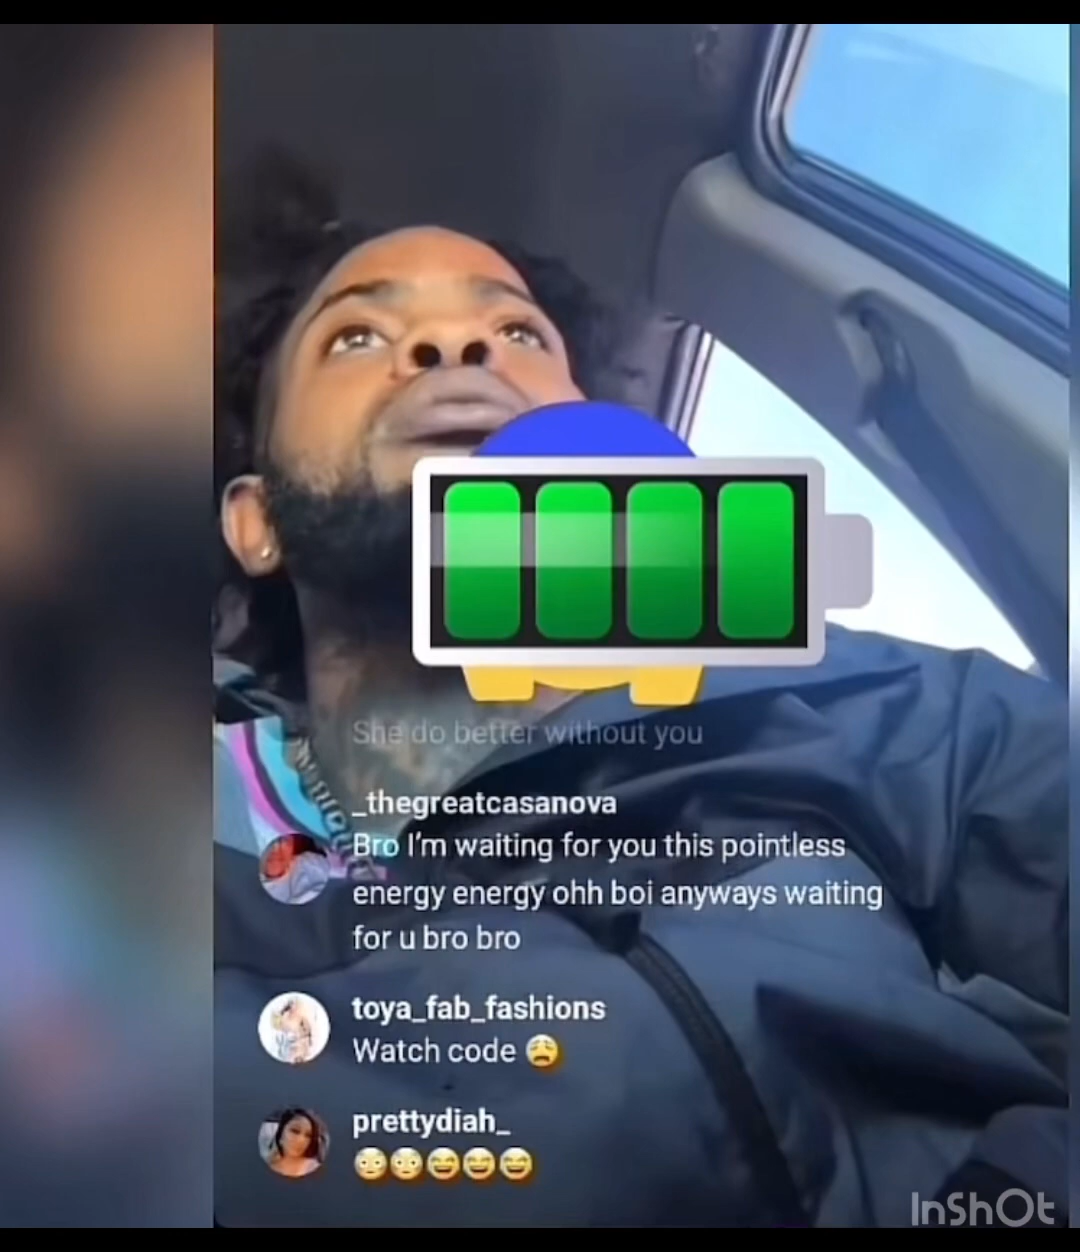 She do better without you
_thegreatcasanova
Bro I'm waiting for you this pointless
energy energy ohh boi anyways waiting
for u bro bro
toya_fab_fashions
Watch code 😩
prettydiah_
😳😳😅😅😅
InShOt